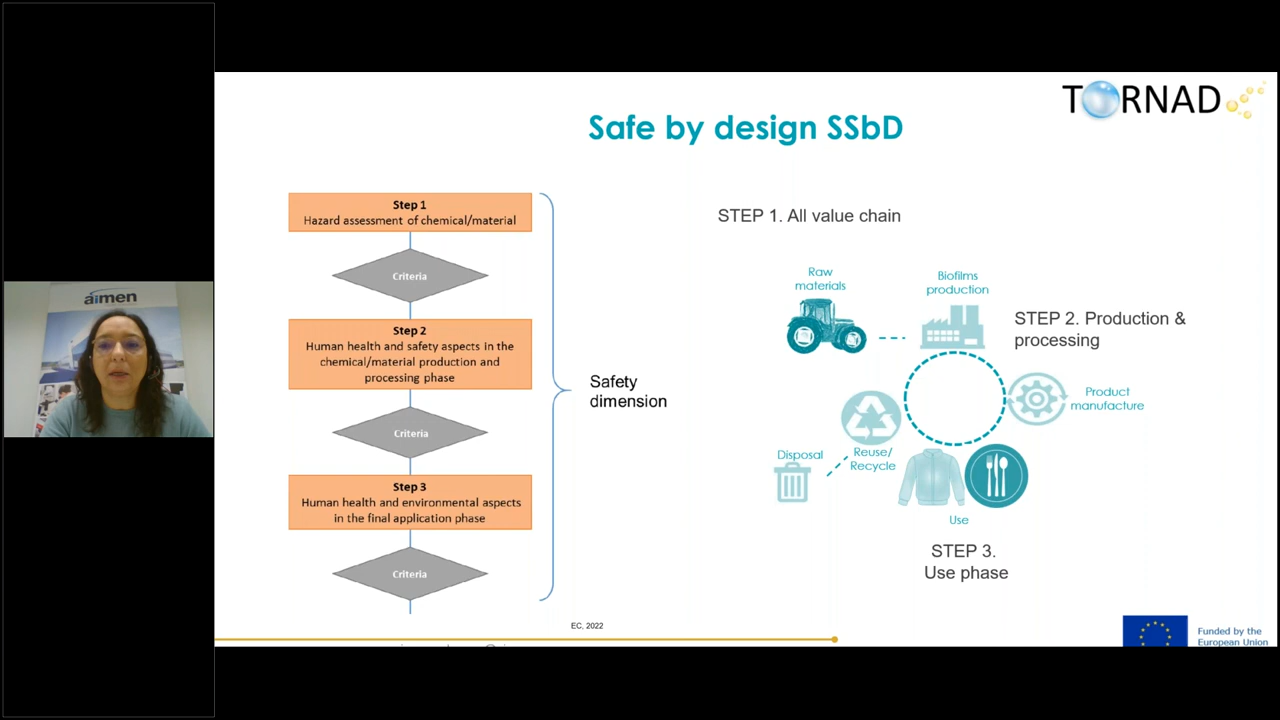 aimen
TORNADO
Safe by design SSbD
Step 1
Hazard assessment of chemical/material
Criteria
Step 2
Human health and safety aspects in the
chemical/material production and
processing phase
Criteria
Step 3
Human health and environmental aspects
in the final application phase
Criteria
Safety
dimension
EC, 2022
STEP 1. All value chain
Raw
materials
Biofilms
production
STEP 2. Production &
processing
Product
manufacture
Disposal
Reuse/
Recycle
Use
STEP 3.
Use phase
Funded by the
European Union